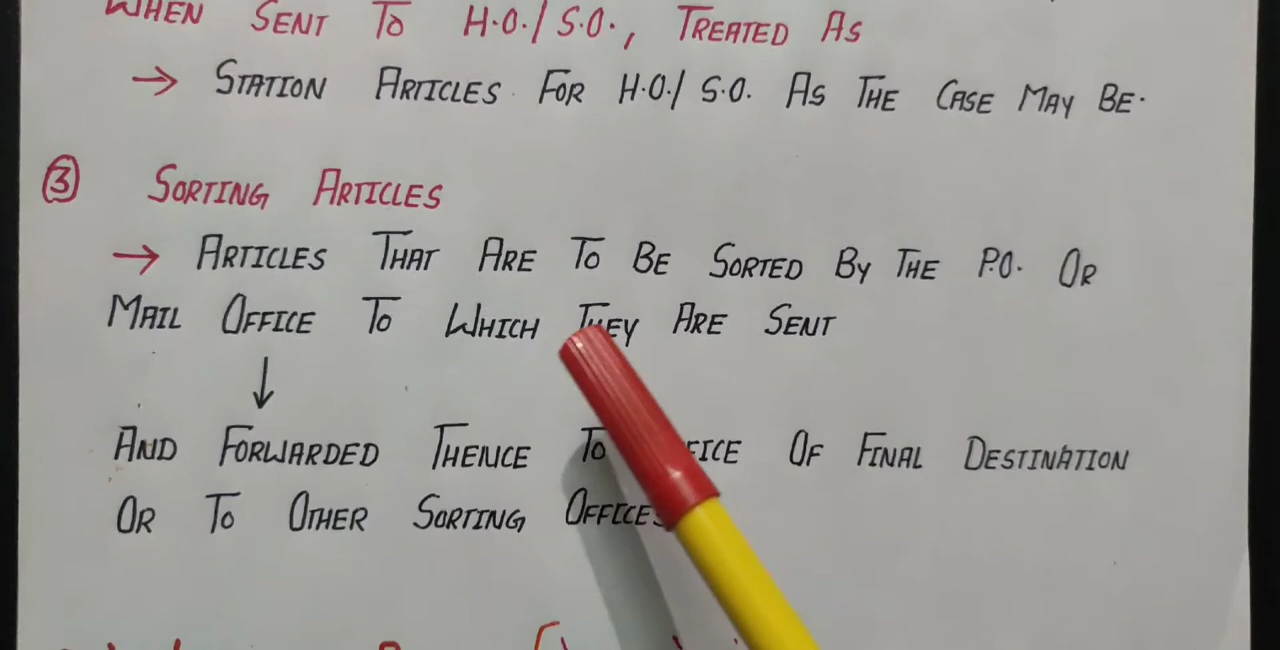 WHEN SENT TO H.O./S.O., TREATED AS
→ STATION ARTICLES FOR H.O./ S.O. AS THE CASE MAY BE.
③ SORTING ARTICLES
→ ARTICLES THAT ARE TO BE SORTED BY THE P.O. OR
MAIL OFFICE TO WHICH THEY ARE SENT
↓
AND FORWARDED THENCE TO OF FINAL DESTINATION
OR TO OTHER SORTING OFFICES